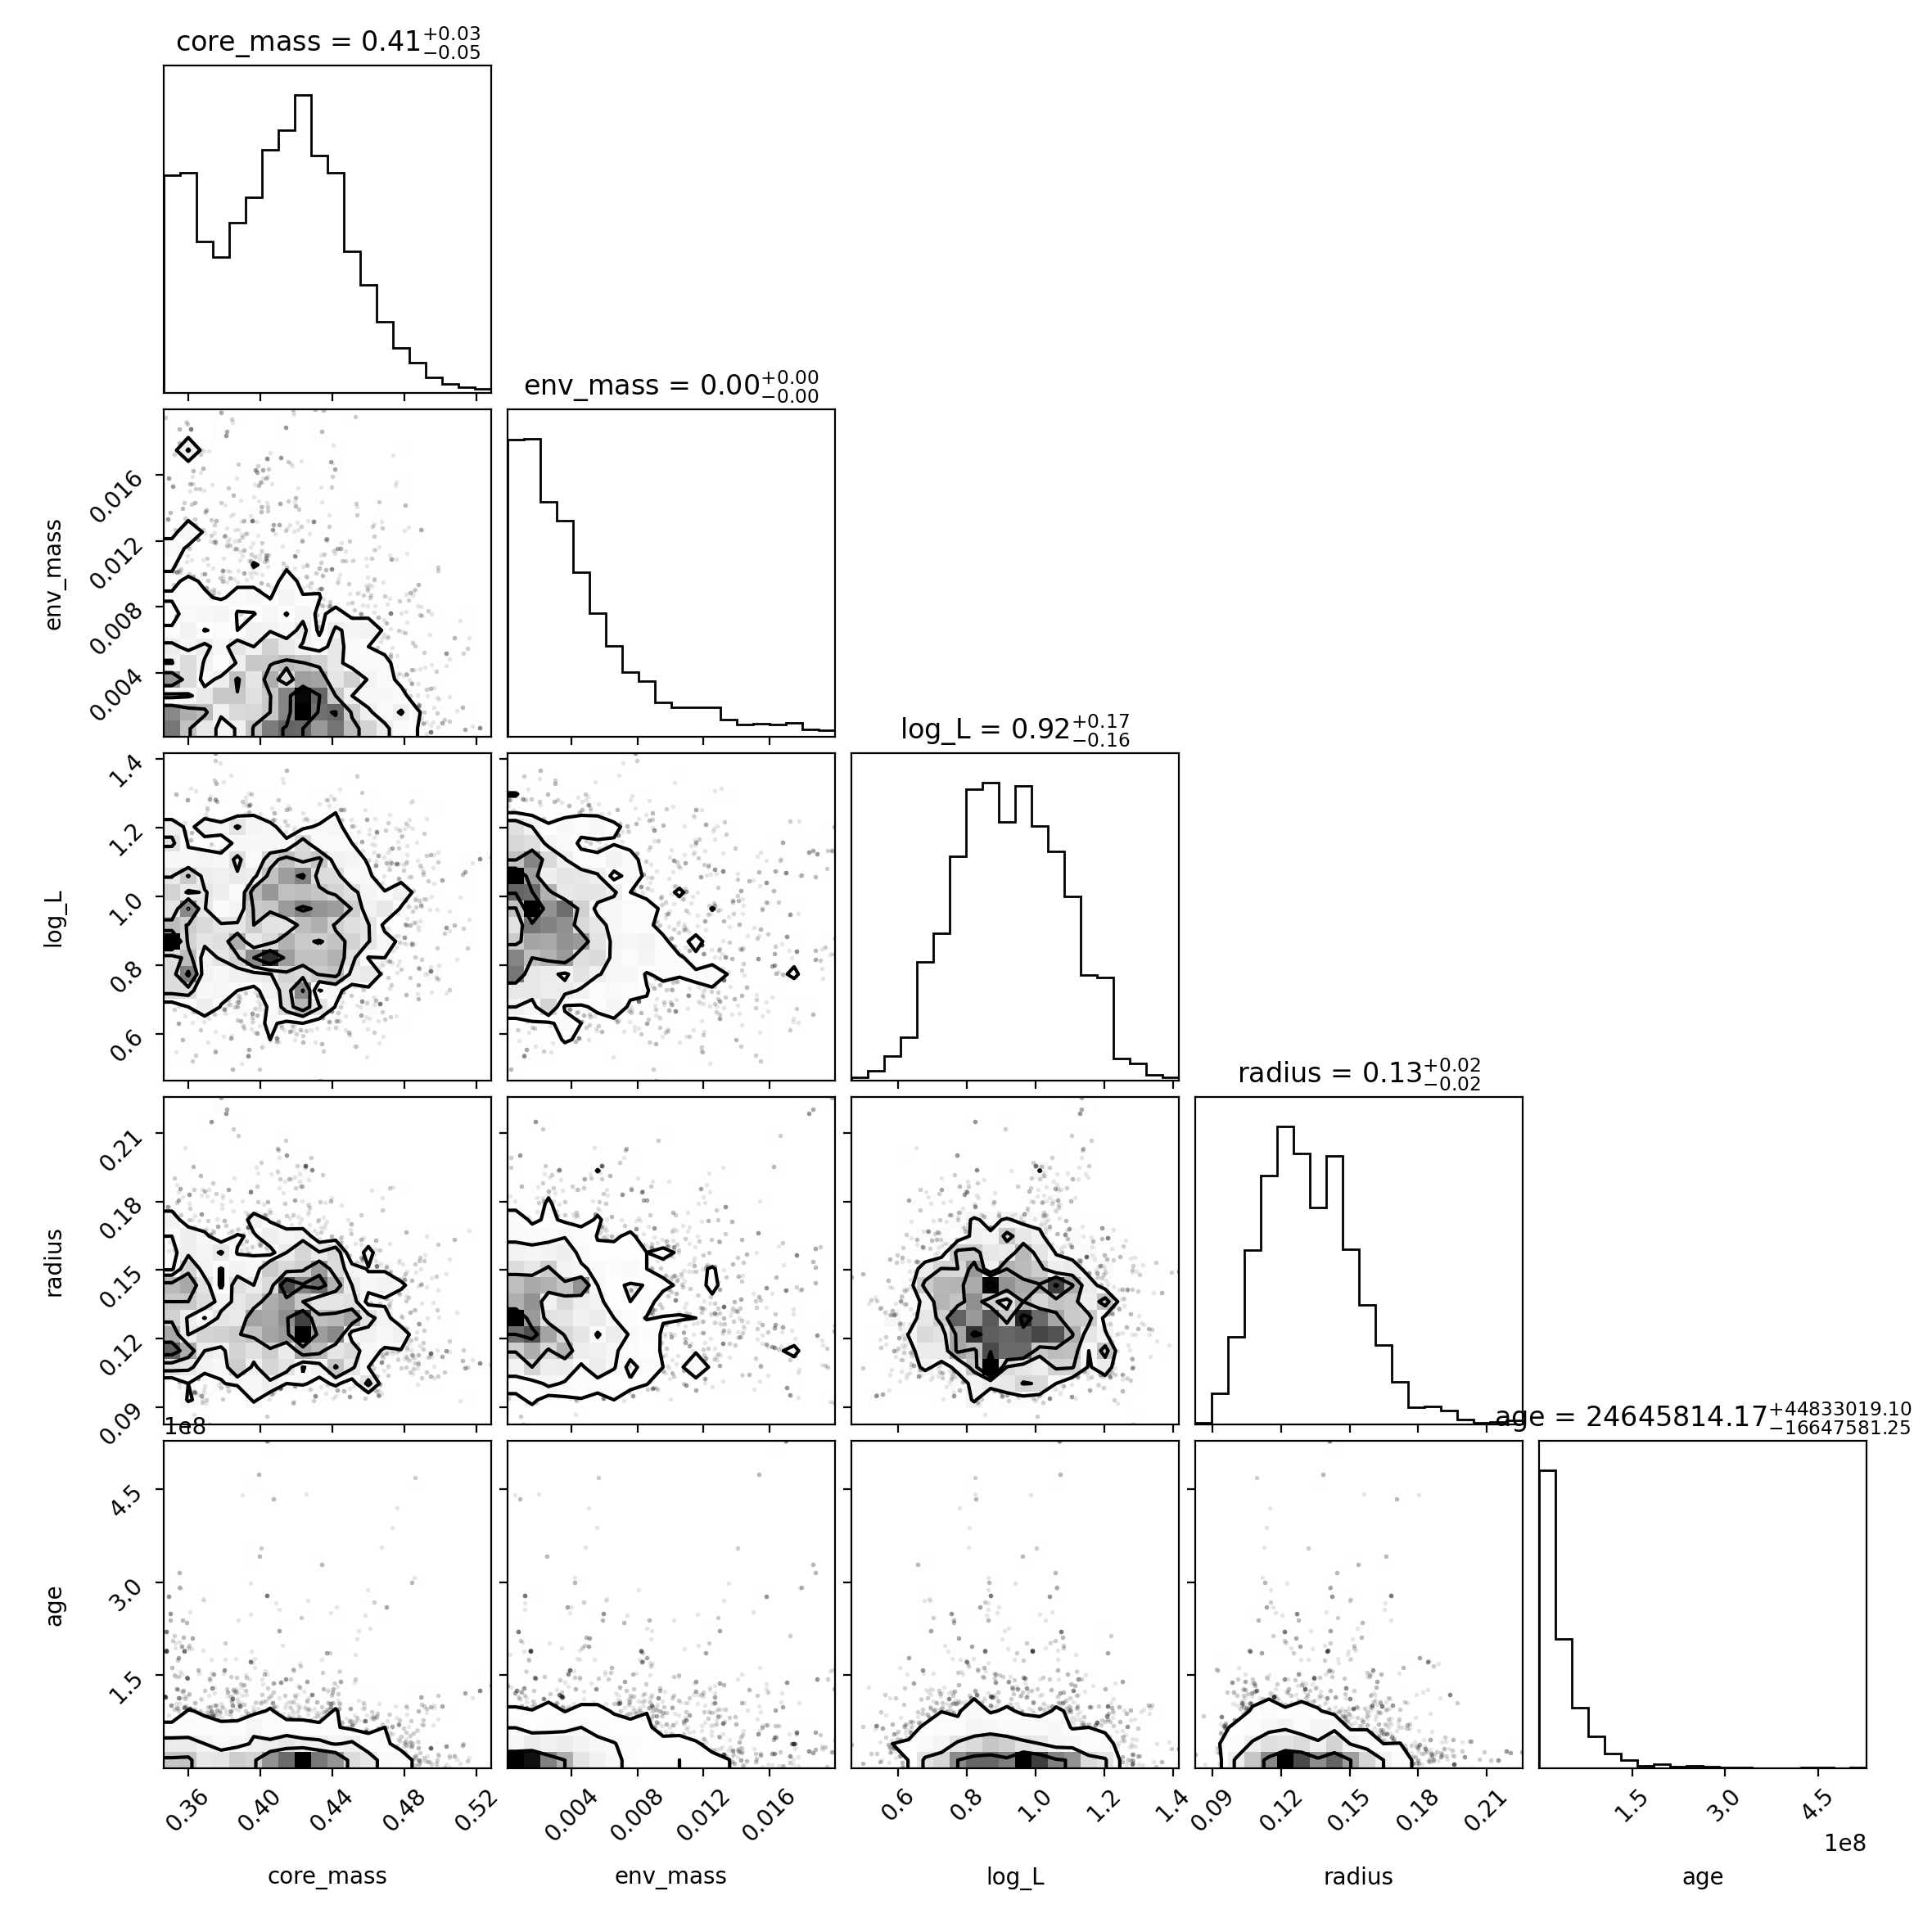 core_mass = 0.41+0.03 −0.05
env_mass = 0.00+0.00 −0.00
env_mass
0.016
0.012
0.008
0.004
log_L = 0.92+0.17 −0.16
log_L
1.4
1.2
1.0
0.8
0.6
radius = 0.13+0.02 −0.02
radius
0.21
0.18
0.15
0.12
0.09
1e8
age = 24645814.17+44833019.10 −16647581.25
age
4.5
3.0
1.5
0.36 0.40 0.44 0.48 0.52
0.004 0.008 0.012 0.016
0.6 0.8 1.0 1.2 1.4
0.09 0.12 0.15 0.18 0.21
1.5 3.0 4.5
1e8
core_mass
env_mass
log_L
radius
age